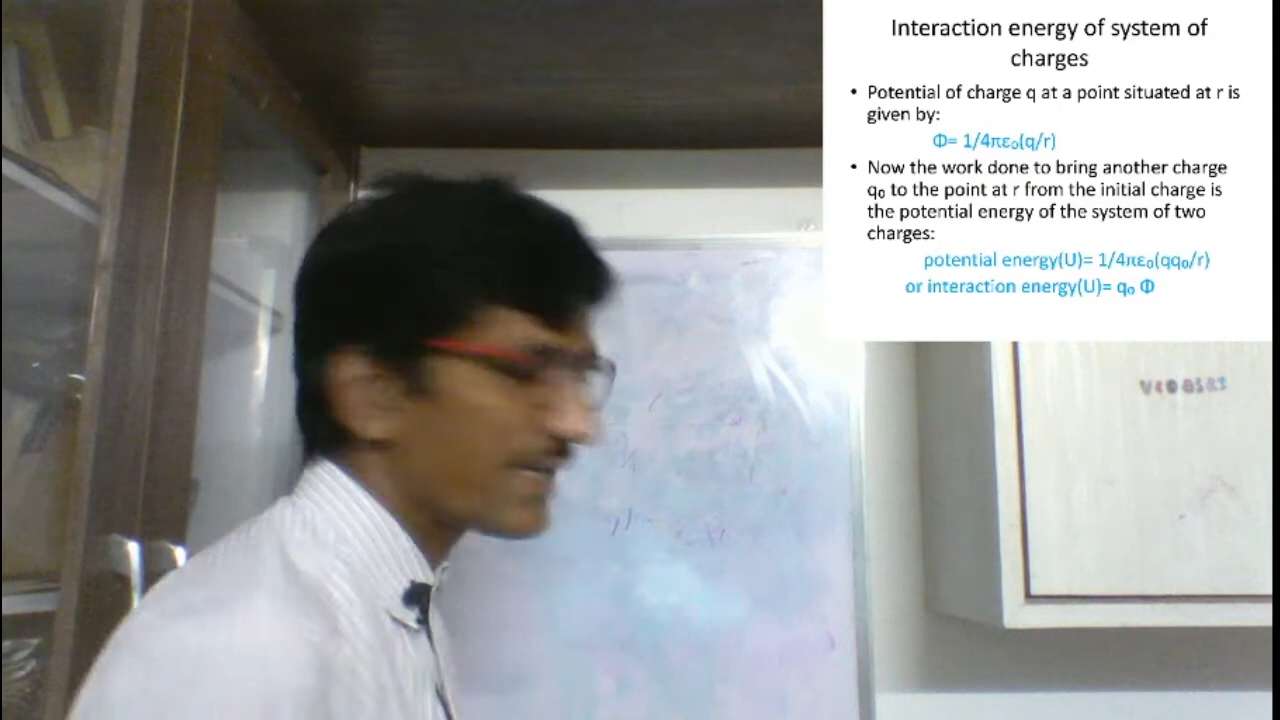 Interaction energy of system of
charges
• Potential of charge q at a point situated at r is
given by:
Φ= 1/4πε₀(q/r)
• Now the work done to bring another charge
q₀ to the point at r from the initial charge is
the potential energy of the system of two
charges:
potential energy(U)= 1/4πε₀(qq₀/r)
or interaction energy(U)= q₀ Φ